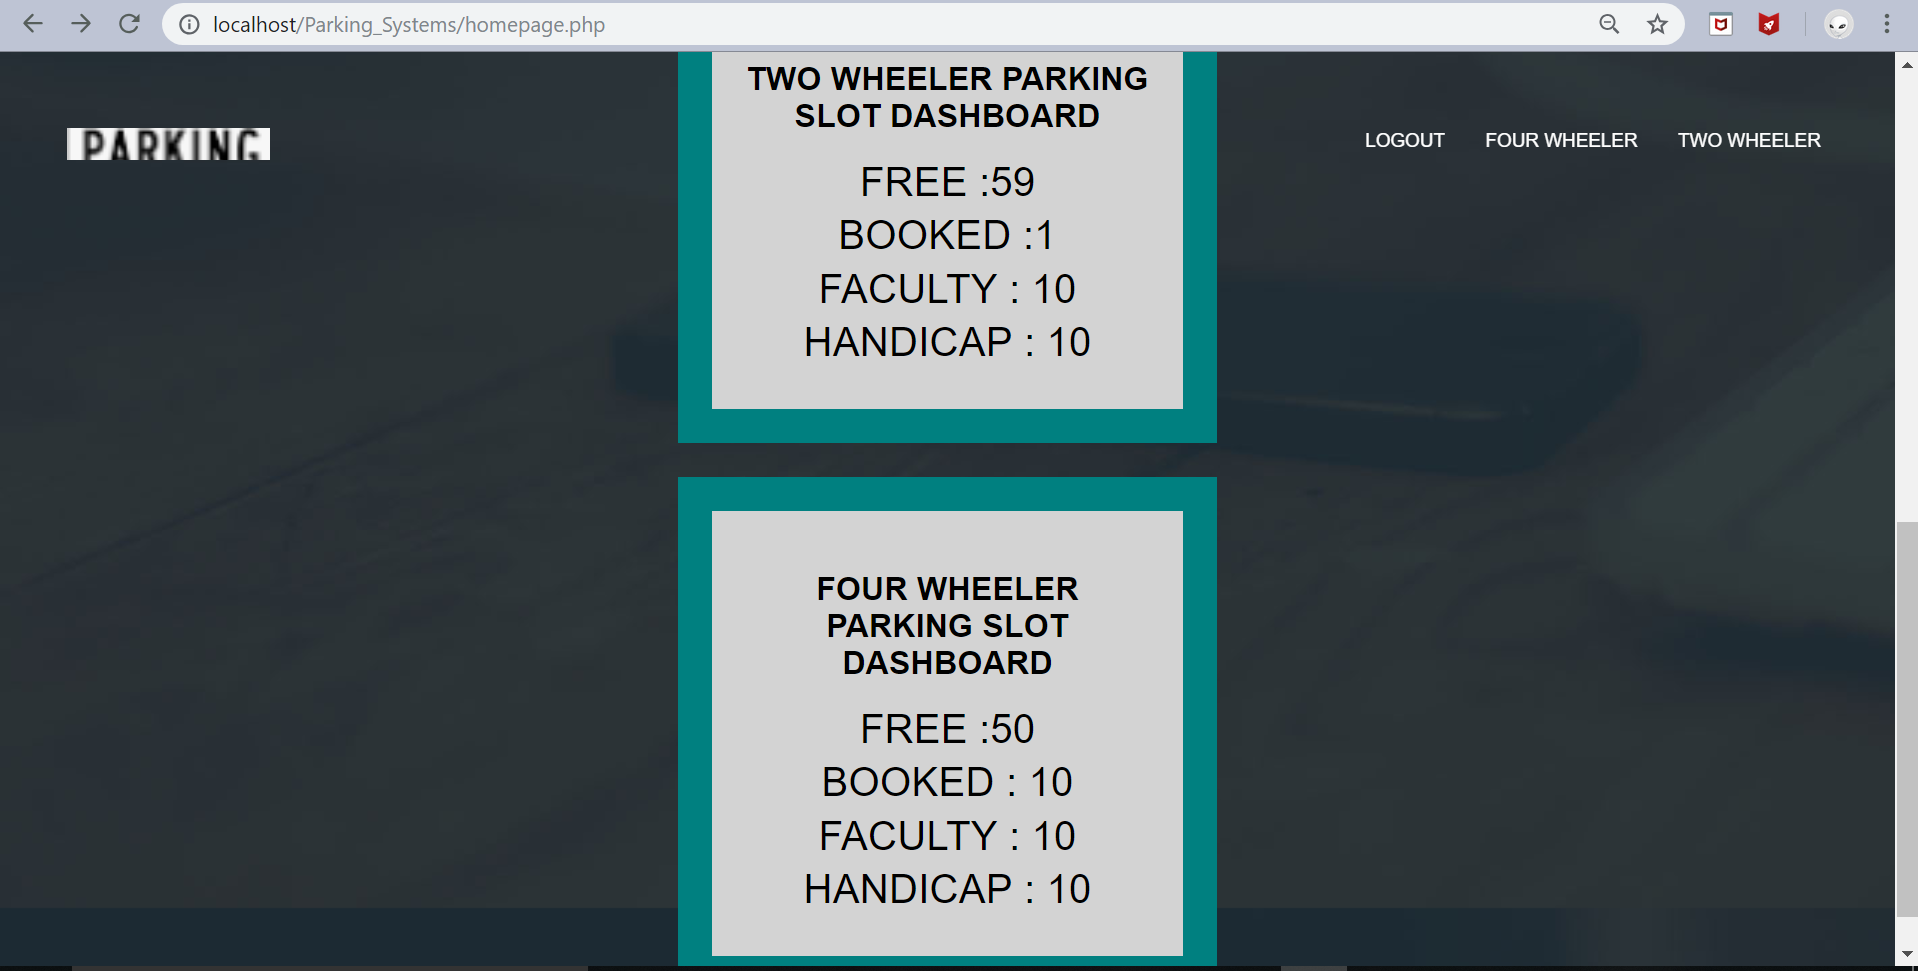 localhost/Parking_Systems/homepage.php
PARKING
LOGOUT FOUR WHEELER TWO WHEELER
TWO WHEELER PARKING
SLOT DASHBOARD
FREE :59
BOOKED :1
FACULTY : 10
HANDICAP : 10
FOUR WHEELER
PARKING SLOT
DASHBOARD
FREE :50
BOOKED : 10
FACULTY : 10
HANDICAP : 10